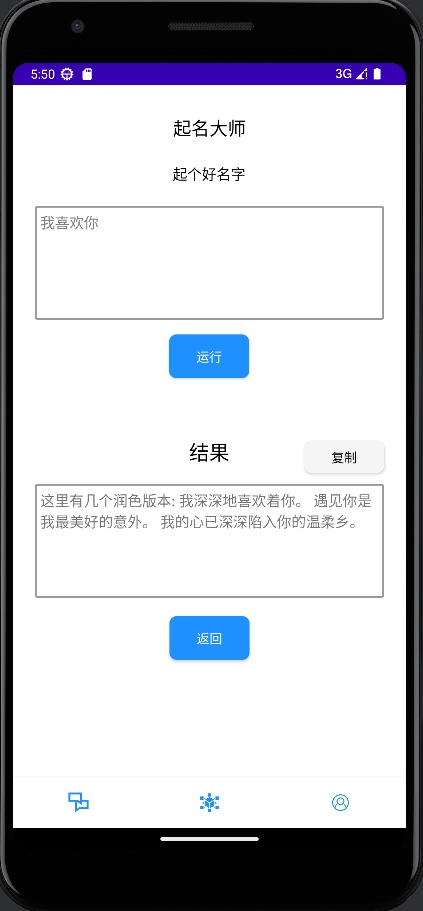 5:50
3G
起名大师
起个好名字
我喜欢你
运行
结果
复制
这里有几个润色版本: 我深深地喜欢着你。 遇见你是
我最美好的意外。 我的心已深深陷入你的温柔乡。
返回